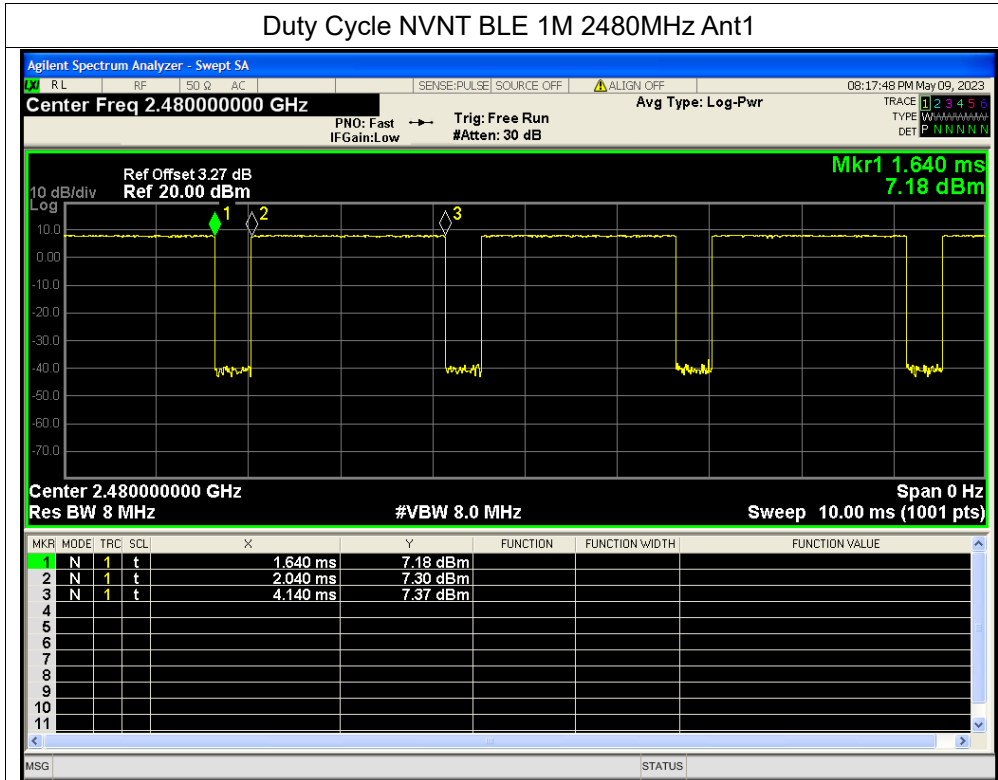 Duty Cycle NVNT BLE 1M 2480MHz Ant1
Agilent Spectrum Analyzer - Swept SA
LXI RL RF 50 Ω AC SENSE:PULSE SOURCE OFF ALIGN OFF 08:17:48 PM May 09, 2023
Center Freq 2.480000000 GHz Avg Type: Log-Pwr TRACE 1 2 3 4 5 6
PNO: Fast Trig: Free Run TYPE WWWWWW
IFGain:Low #Atten: 30 dB DET P N N N N N
Mkr1 1.640 ms
Ref Offset 3.27 dB
10 dB/div Ref 20.00 dBm 7.18 dBm
Log
1 2 3
10.0
0.00
-10.0
-20.0
-30.0
-40.0
-50.0
-60.0
-70.0
Center 2.480000000 GHz Span 0 Hz
Res BW 8 MHz #VBW 8.0 MHz Sweep 10.00 ms (1001 pts)
MKR MODE TRC SCL X Y FUNCTION FUNCTION WIDTH FUNCTION VALUE
1 N 1 t 1.640 ms 7.18 dBm
2 N 1 t 2.040 ms 7.30 dBm
3 N 1 t 4.140 ms 7.37 dBm
4
5
6
7
8
9
10
11
MSG STATUS